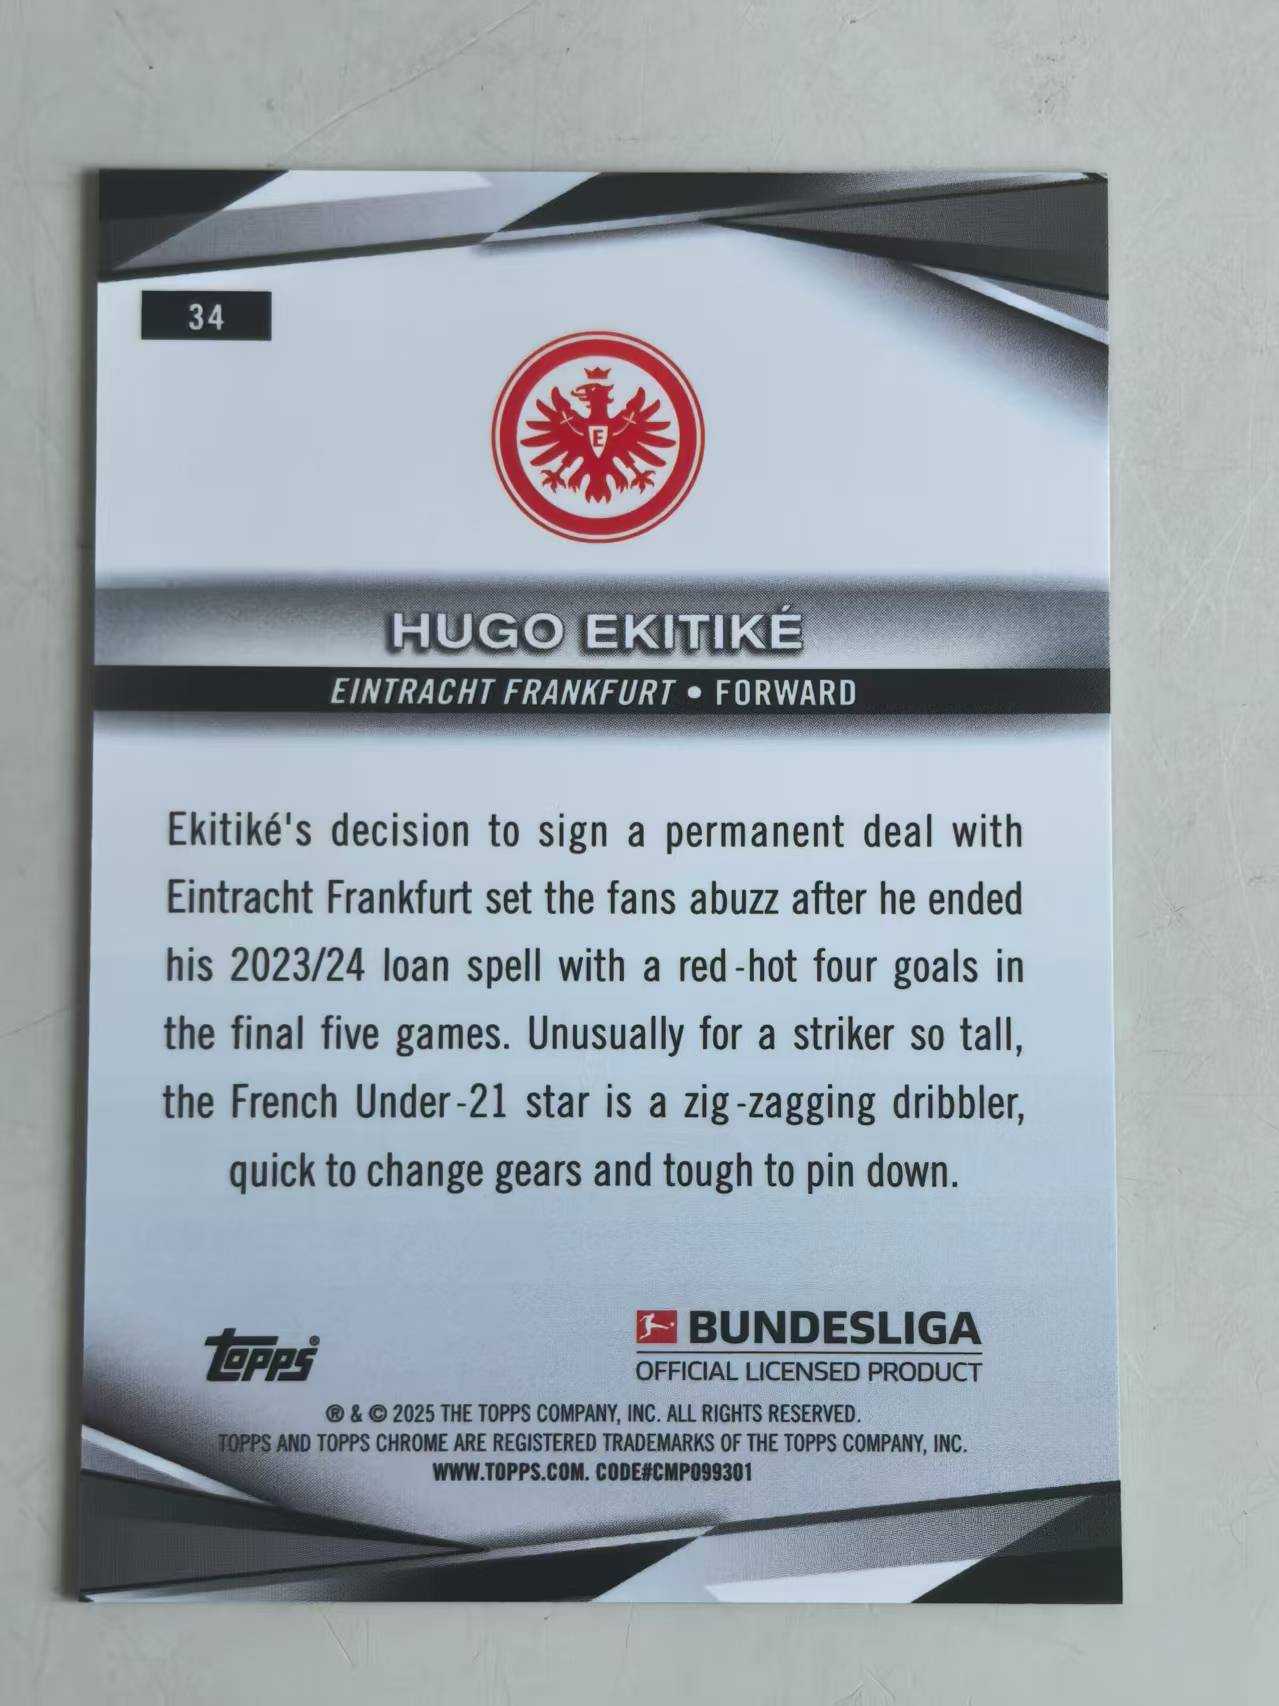 34
E
HUGO EKITIKÉ
EINTRACHT FRANKFURT • FORWARD
Ekitiké's decision to sign a permanent deal with
Eintracht Frankfurt set the fans abuzz after he ended
his 2023/24 loan spell with a red-hot four goals in
the final five games. Unusually for a striker so tall,
the French Under-21 star is a zig-zagging dribbler,
quick to change gears and tough to pin down.
topps®
BUNDESLIGA
OFFICIAL LICENSED PRODUCT
® & © 2025 THE TOPPS COMPANY, INC. ALL RIGHTS RESERVED.
TOPPS AND TOPPS CHROME ARE REGISTERED TRADEMARKS OF THE TOPPS COMPANY, INC.
WWW.TOPPS.COM. CODE#CMP099301